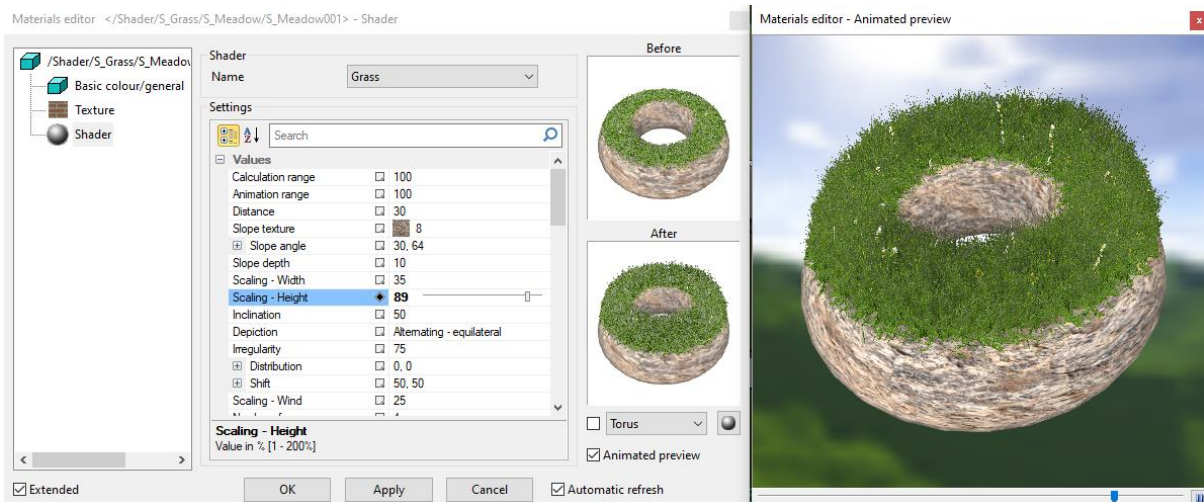 Materials editor </Shader/S_Grass/S_Meadow/S_Meadow001> - Shader
/Shader/S_Grass/S_Meadov
Basic colour/general
Texture
Shader
Shader
Name
Grass
Settings
Search
Values
Calculation range 100
Animation range 100
Distance 30
Slope texture 8
Slope angle 30, 64
Slope depth 10
Scaling - Width 35
Scaling - Height 89
Inclination 50
Depiction Alternating - equilateral
Irregularity 75
Distribution 0, 0
Shift 50, 50
Scaling - Wind 25
Scaling - Height
Value in % [1 - 200%]
Extended
OK
Apply
Cancel
Automatic refresh
Before
After
Torus
Animated preview
Materials editor - Animated preview
x